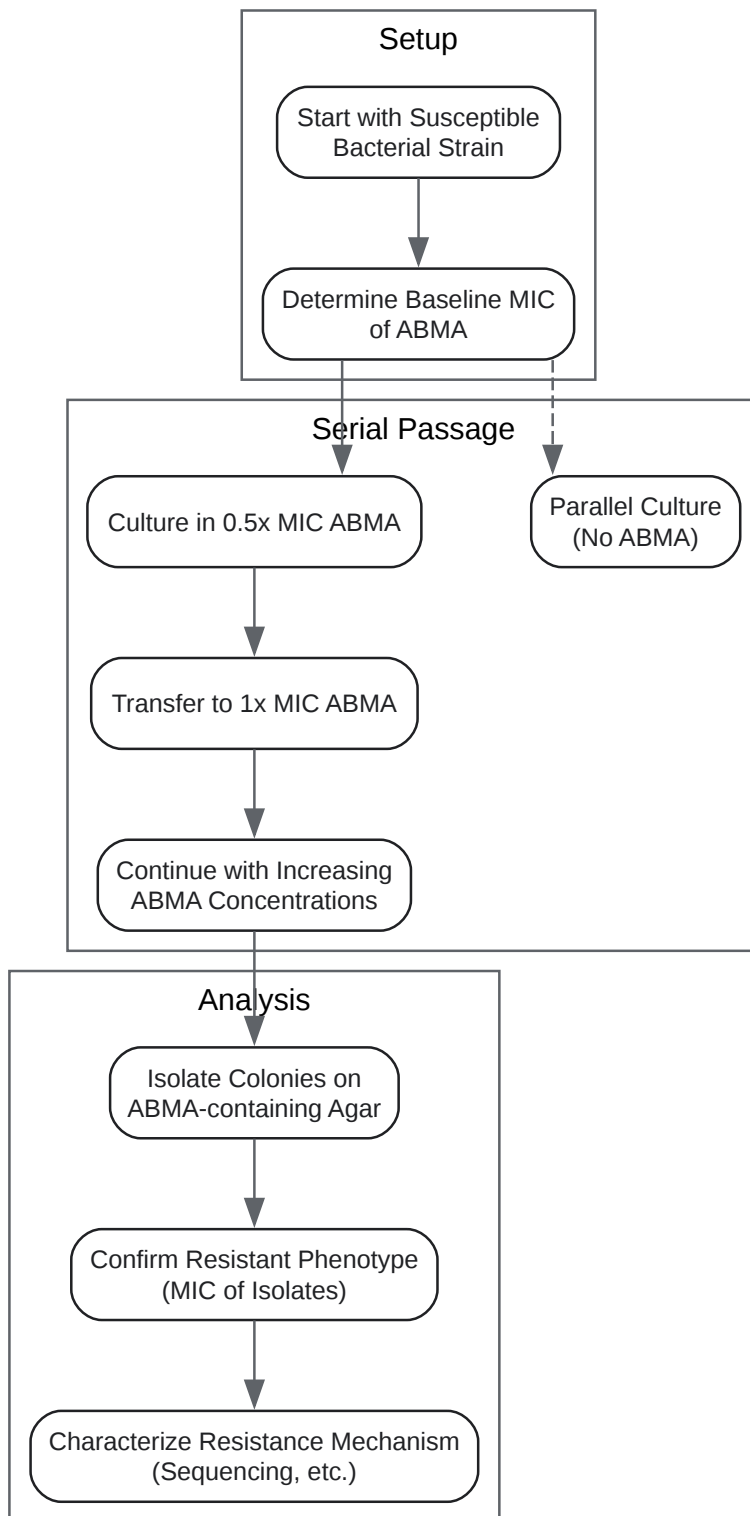 Setup
Start with Susceptible
Bacterial Strain
Determine Baseline MIC
of ABMA
Serial Passage
Culture in 0.5x MIC ABMA
Parallel Culture
(No ABMA)
Transfer to 1x MIC ABMA
Continue with Increasing
ABMA Concentrations
Analysis
Isolate Colonies on
ABMA-containing Agar
Confirm Resistant Phenotype
(MIC of Isolates)
Characterize Resistance Mechanism
(Sequencing, etc.)